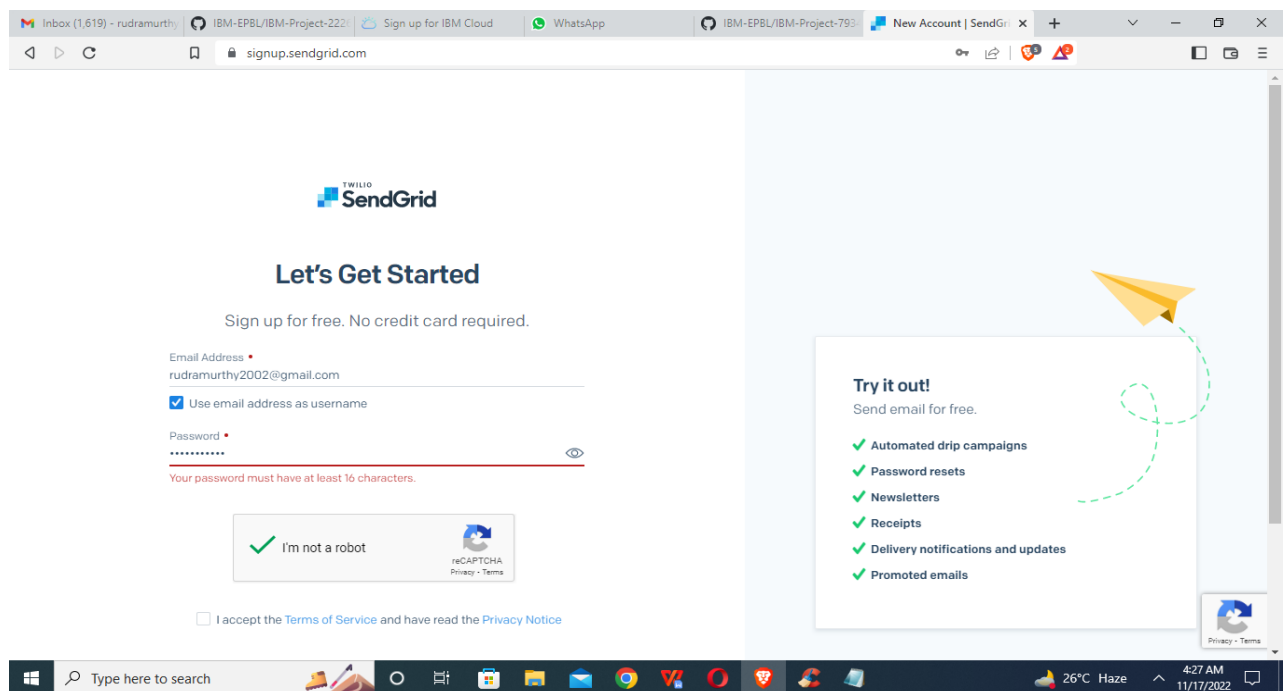 Inbox (1,619) - rudramurthy
IBM-EPBL/IBM-Project-222
Sign up for IBM Cloud
WhatsApp
IBM-EPBL/IBM-Project-793
New Account | SendGri
signup.sendgrid.com
TWILIO
SendGrid
Let's Get Started
Sign up for free. No credit card required.
Email Address •
rudramurthy2002@gmail.com
Use email address as username
Password •
•••••••••••
Your password must have at least 16 characters.
I'm not a robot
reCAPTCHA
Privacy - Terms
I accept the Terms of Service and have read the Privacy Notice
Try it out!
Send email for free.
Automated drip campaigns
Password resets
Newsletters
Receipts
Delivery notifications and updates
Promoted emails
Privacy - Terms
Type here to search
26°C Haze
4:27 AM
11/17/2022